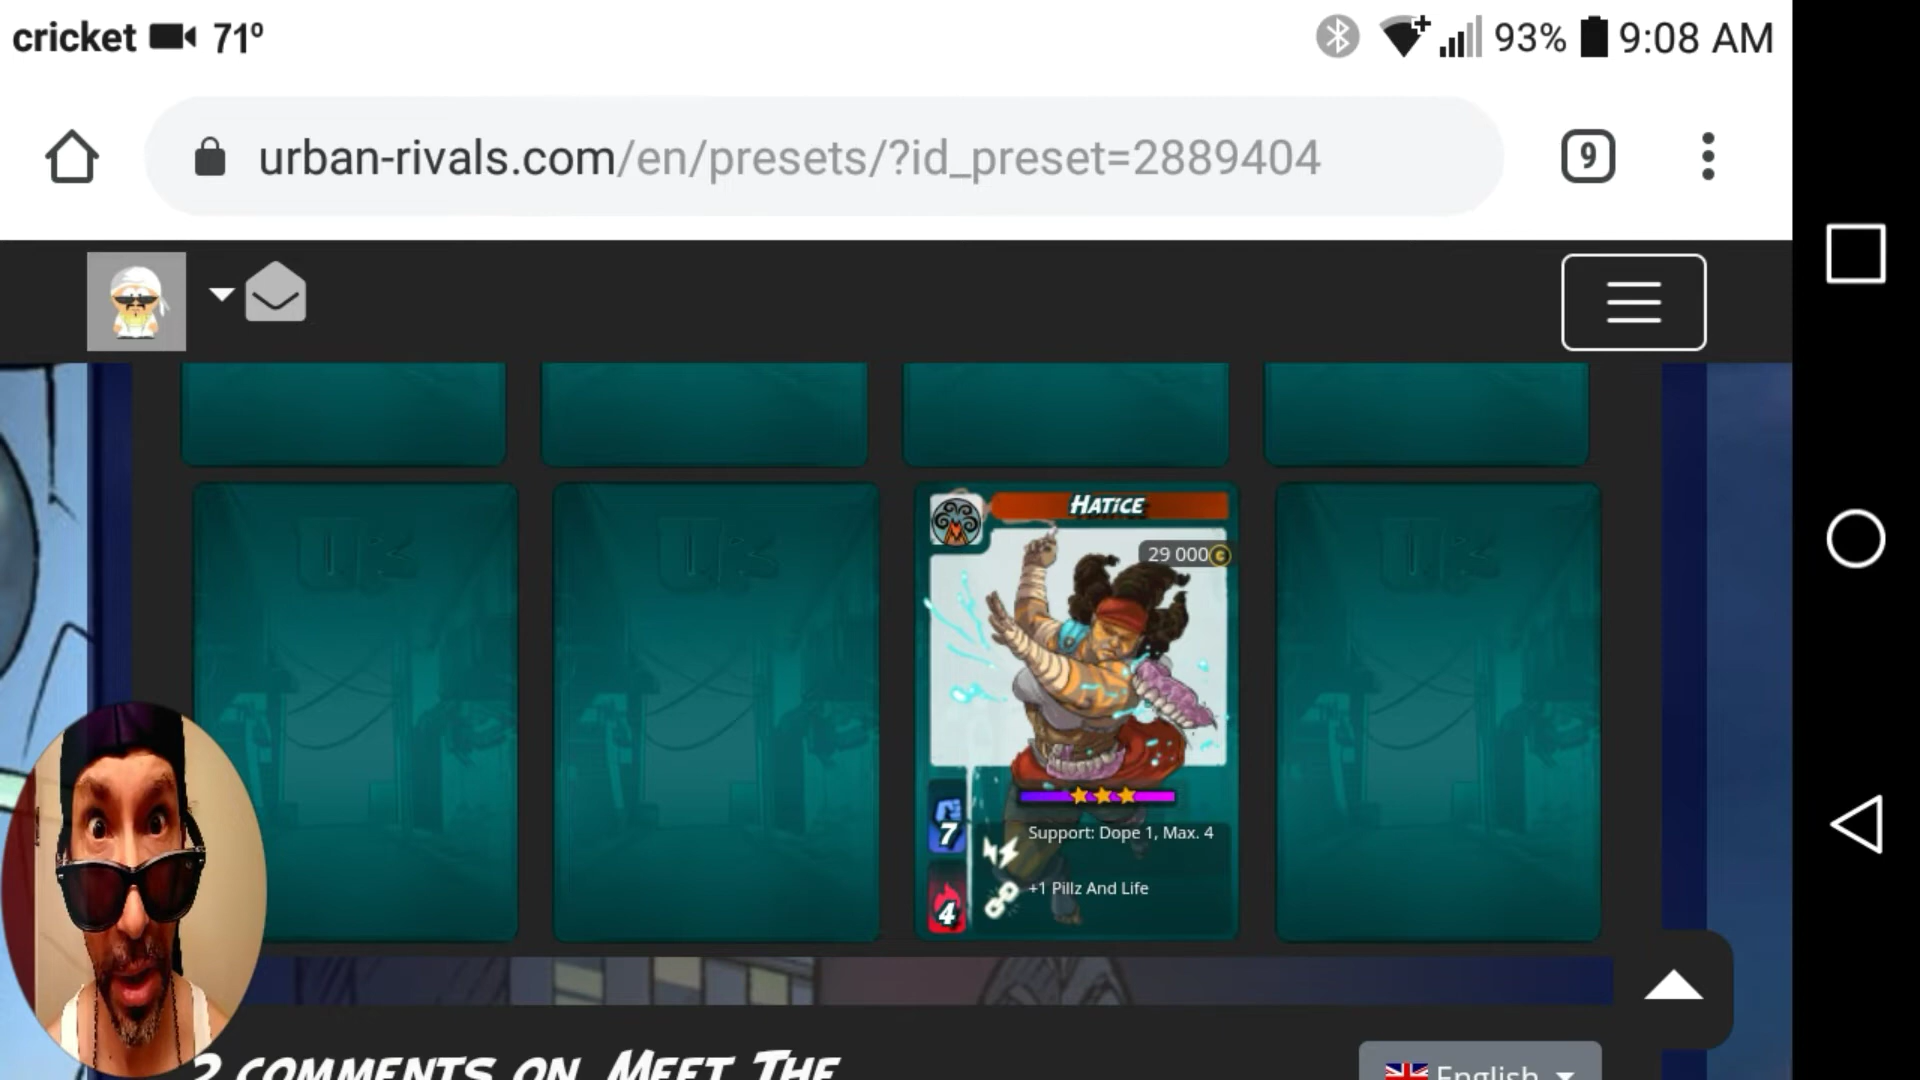 cricket 71º 93% 9:08 AM
urban-rivals.com/en/presets/?id_preset=2889404 9
HATICE
29 000
7
Support: Dope 1, Max. 4
4
+1 Pillz And Life
2 COMMENTS ON MEET THE
English